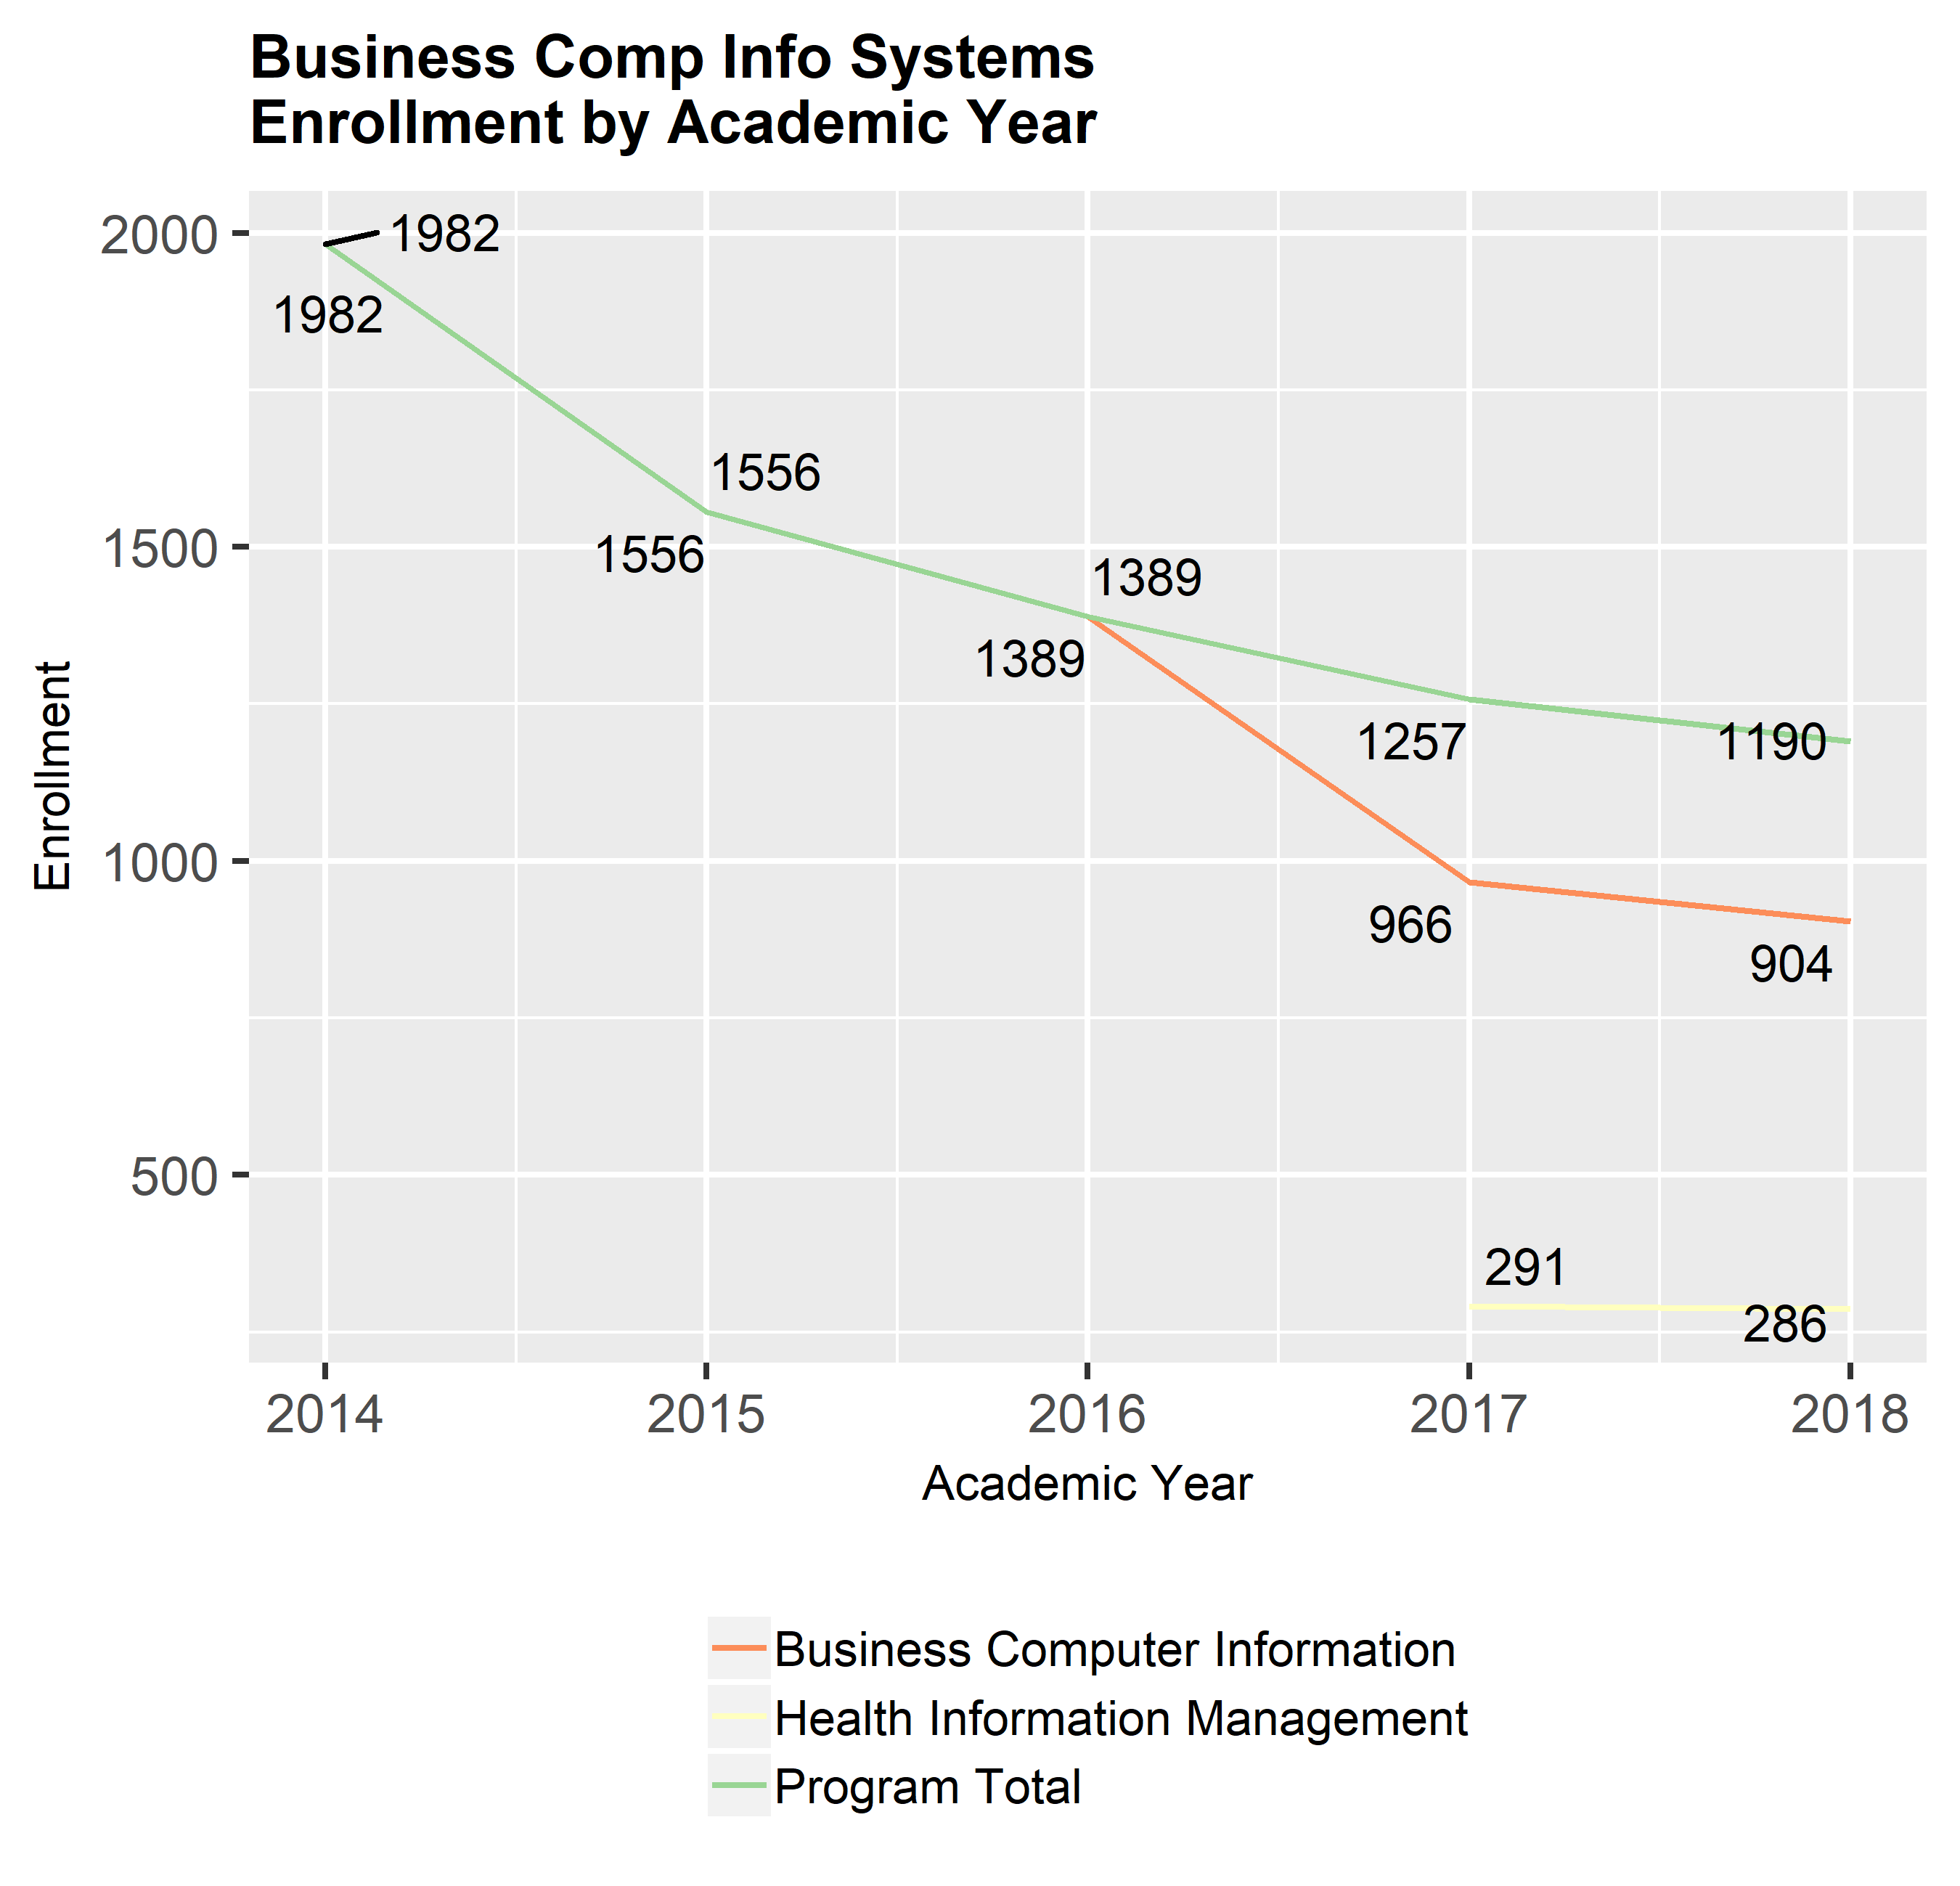 Business Comp Info Systems
Enrollment by Academic Year
2000
1982
1982
1556
1500
1556
1389
1389
1257
1190
Enrollment
1000
966
904
500
291
286
2014 2015 2016 2017 2018
Academic Year
Business Computer Information
Health Information Management
Program Total